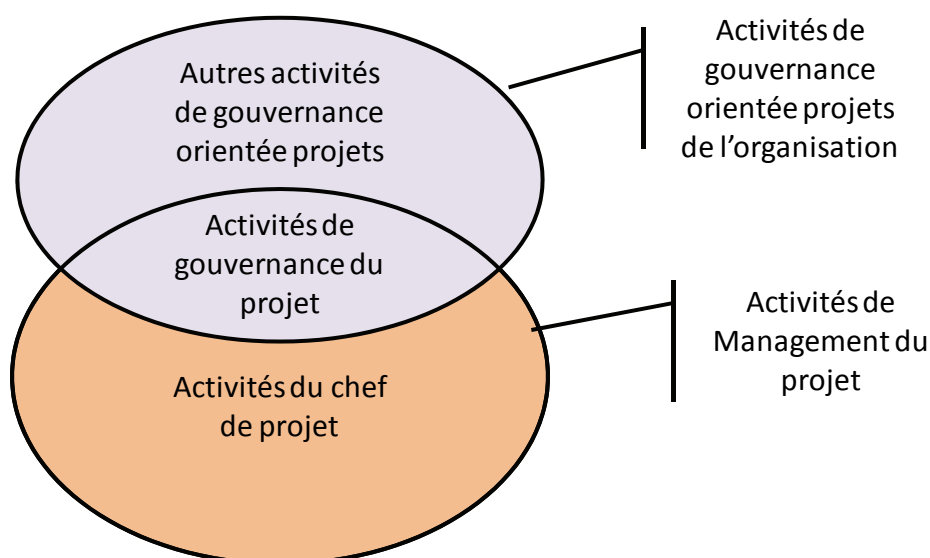 Autres activités
de gouvernance
orientée projets
Activités de
gouvernance
orientée projets
de l’organisation
Activités de
gouvernance du
projet
Activités de
Management du
projet
Activités du chef
de projet